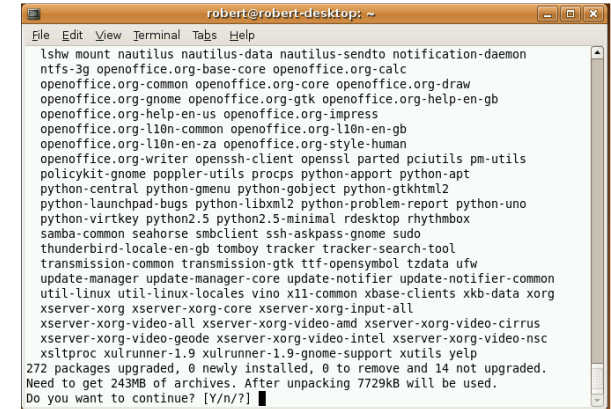 robert@robert-desktop: ~
File Edit View Terminal Tabs Help
lshw mount nautilus nautilus-data nautilus-sendto notification-daemon
ntfs-3g openoffice.org-base-core openoffice.org-calc
openoffice.org-common openoffice.org-core openoffice.org-draw
openoffice.org-gnome openoffice.org-gtk openoffice.org-help-en-gb
openoffice.org-help-en-us openoffice.org-impress
openoffice.org-l10n-common openoffice.org-l10n-en-gb
openoffice.org-l10n-en-za openoffice.org-style-human
openoffice.org-writer openssh-client openssl parted pciutils pm-utils
policykit-gnome poppler-utils procps python-apport python-apt
python-central python-gmenu python-gobject python-gtkhtml2
python-launchpad-bugs python-libxml2 python-problem-report python-uno
python-virtkey python2.5 python2.5-minimal rdesktop rhythmbox
samba-common seahorse smbclient ssh-askpass-gnome sudo
thunderbird-locale-en-gb tomboy tracker tracker-search-tool
transmission-common transmission-gtk ttf-opensymbol tzdata ufw
update-manager update-manager-core update-notifier update-notifier-common
util-linux util-linux-locales vino x11-common xbase-clients xkb-data xorg
xserver-xorg xserver-xorg-core xserver-xorg-input-all
xserver-xorg-video-all xserver-xorg-video-amd xserver-xorg-video-cirrus
xserver-xorg-video-geode xserver-xorg-video-intel xserver-xorg-video-nsc
xsltproc xulrunner-1.9 xulrunner-1.9-gnome-support xutils yelp
272 packages upgraded, 0 newly installed, 0 to remove and 14 not upgraded.
Need to get 243MB of archives. After unpacking 7729kB will be used.
Do you want to continue? [Y/n/?]